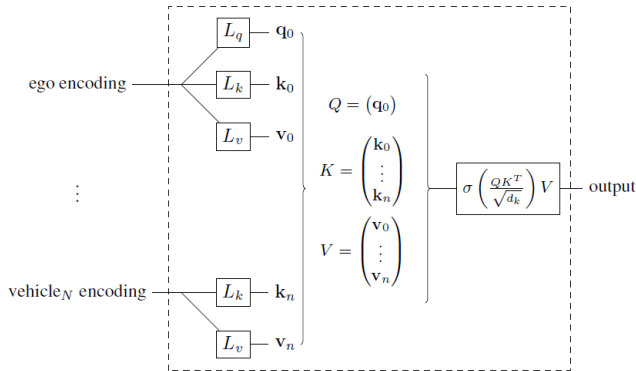 L_q q_0
ego encoding L_k k_0
L_v v_0
Q = (q_0)
K = (k_0 ⋮ k_n)
V = (v_0 ⋮ v_n)
σ(QK^T/√d_k) V output
⋮
vehicle_N encoding L_k k_n
L_v v_n